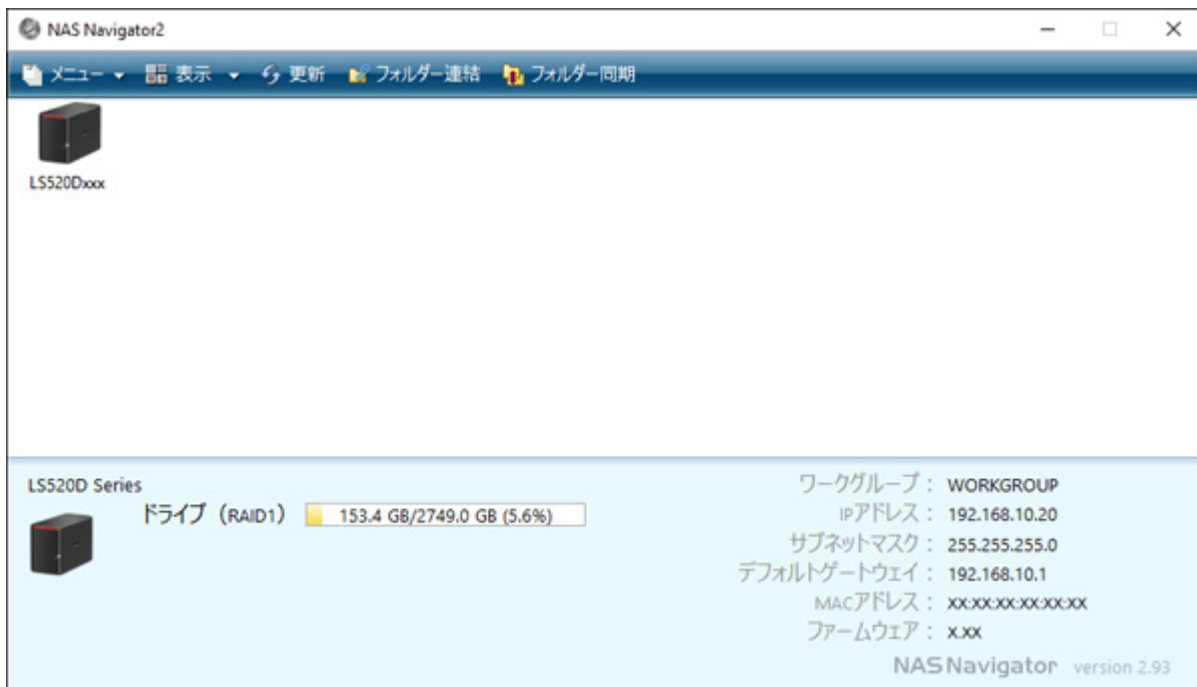 NAS Navigator2
メニュー 表示 更新 フォルダー連結 フォルダー同期
LS520Dxxx
LS520D Series
ドライブ（RAID1） 153.4 GB/2749.0 GB (5.6%)
ワークグループ： WORKGROUP
IPアドレス： 192.168.10.20
サブネットマスク： 255.255.255.0
デフォルトゲートウェイ： 192.168.10.1
MACアドレス： XX:XX:XX:XX:XX:XX
ファームウェア： X.XX
NAS Navigator version 2.93